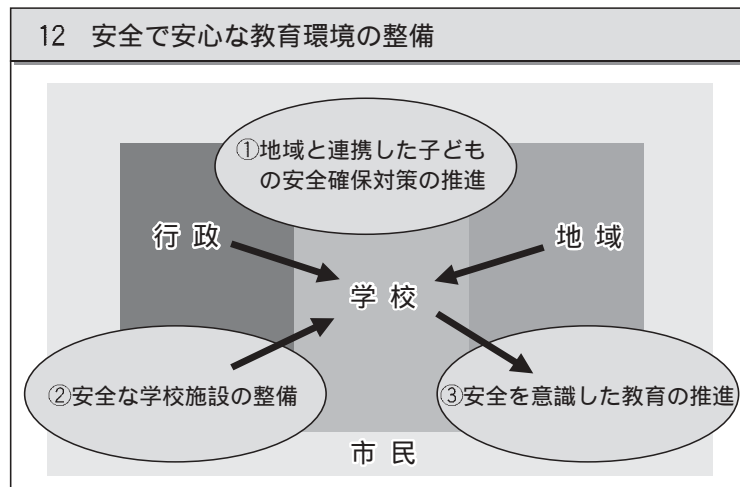 12 安全で安心な教育環境の整備
①地域と連携した子ども
の安全確保対策の推進
行政
地域
学校
②安全な学校施設の整備
③安全を意識した教育の推進
市民